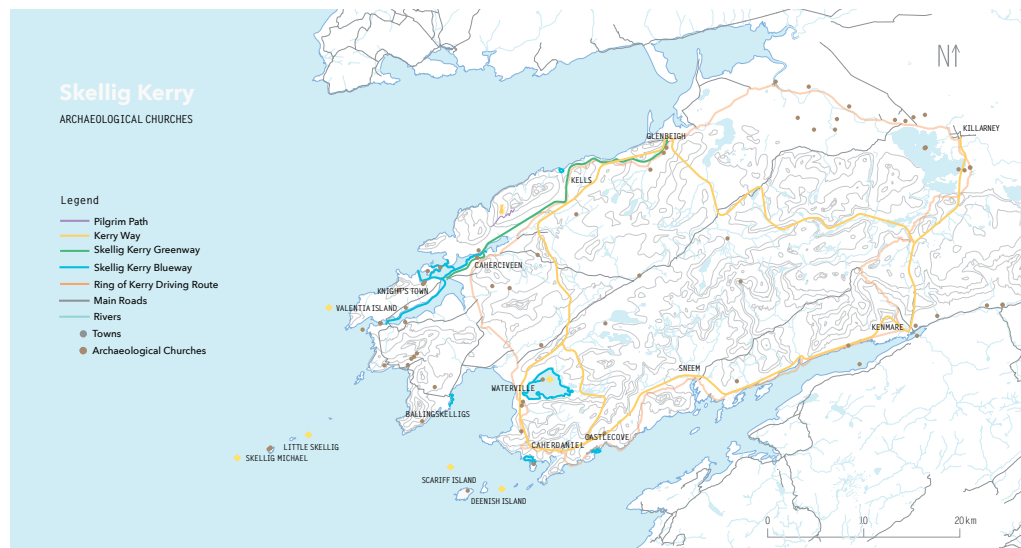 Skellig Kerry
ARCHAEOLOGICAL CHURCHES
N↑
Legend
Pilgrim Path
Kerry Way
Skellig Kerry Greenway
Skellig Kerry Blueway
Ring of Kerry Driving Route
Main Roads
Rivers
Towns
Archaeological Churches
KILLARNEY
GLENBEIGH
KELLS
CAHERCIVEEN
KNIGHT'S TOWN
VALENTIA ISLAND
KENMARE
SNEEM
WATERVILLE
BALLINGSKELLIGS
CASTLECOVE
CAHERDANIEL
LITTLE SKELLIG
SKELLIG MICHAEL
SCARIFF ISLAND
DEENISH ISLAND
0 10 20km